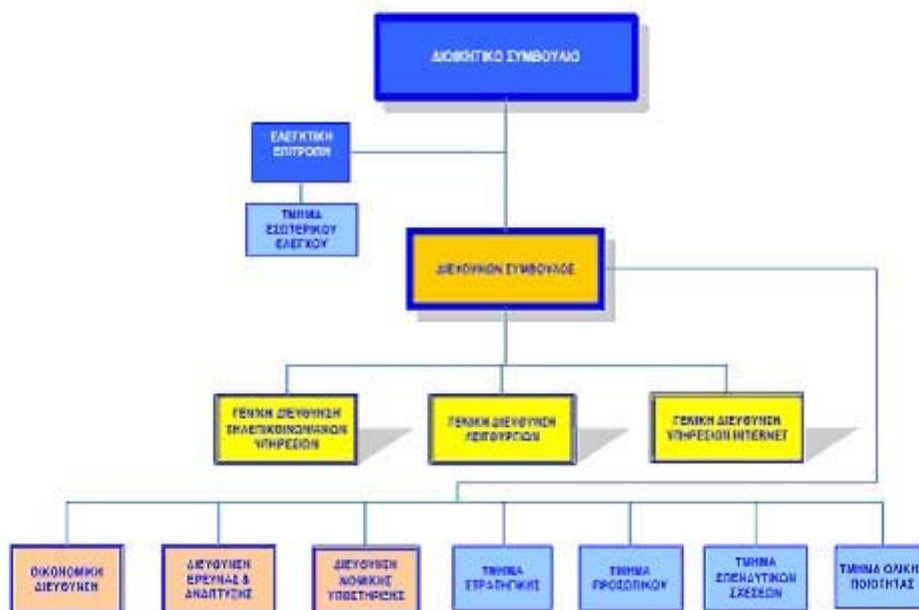 ΔΙΟΙΚΗΤΙΚΟ ΣΥΜΒΟΥΛΙΟ
ΕΛΕΓΚΤΙΚΗ
ΕΠΙΤΡΟΠΗ
ΤΜΗΜΑ
ΕΣΩΤΕΡΙΚΟΥ
ΕΛΕΓΧΟΥ
ΔΙΕΥΘΥΝΩΝ ΣΥΜΒΟΥΛΟΣ
ΓΕΝΙΚΗ ΔΙΕΥΘΥΝΣΗ
ΤΗΛΕΠΙΚΟΙΝΩΝΙΑΚΩΝ
ΥΠΗΡΕΣΙΩΝ
ΓΕΝΙΚΗ ΔΙΕΥΘΥΝΣΗ
ΛΕΙΤΟΥΡΓΙΩΝ
ΓΕΝΙΚΗ ΔΙΕΥΘΥΝΣΗ
ΥΠΗΡΕΣΙΩΝ INTERNET
ΟΙΚΟΝΟΜΙΚΗ
ΔΙΕΥΘΥΝΣΗ
ΔΙΕΥΘΥΝΣΗ
ΕΡΕΥΝΑΣ &
ΑΝΑΠΤΥΞΗΣ
ΔΙΕΥΘΥΝΣΗ
ΝΟΜΙΚΗΣ
ΥΠΟΣΤΗΡΙΞΗΣ
ΤΜΗΜΑ
ΣΤΡΑΤΗΓΙΚΗΣ
ΤΜΗΜΑ
ΠΡΟΣΩΠΙΚΟΥ
ΤΜΗΜΑ
ΕΠΕΝΔΥΤΙΚΩΝ
ΣΧΕΣΕΩΝ
ΤΜΗΜΑ ΟΛΙΚΗΣ
ΠΟΙΟΤΗΤΑΣ